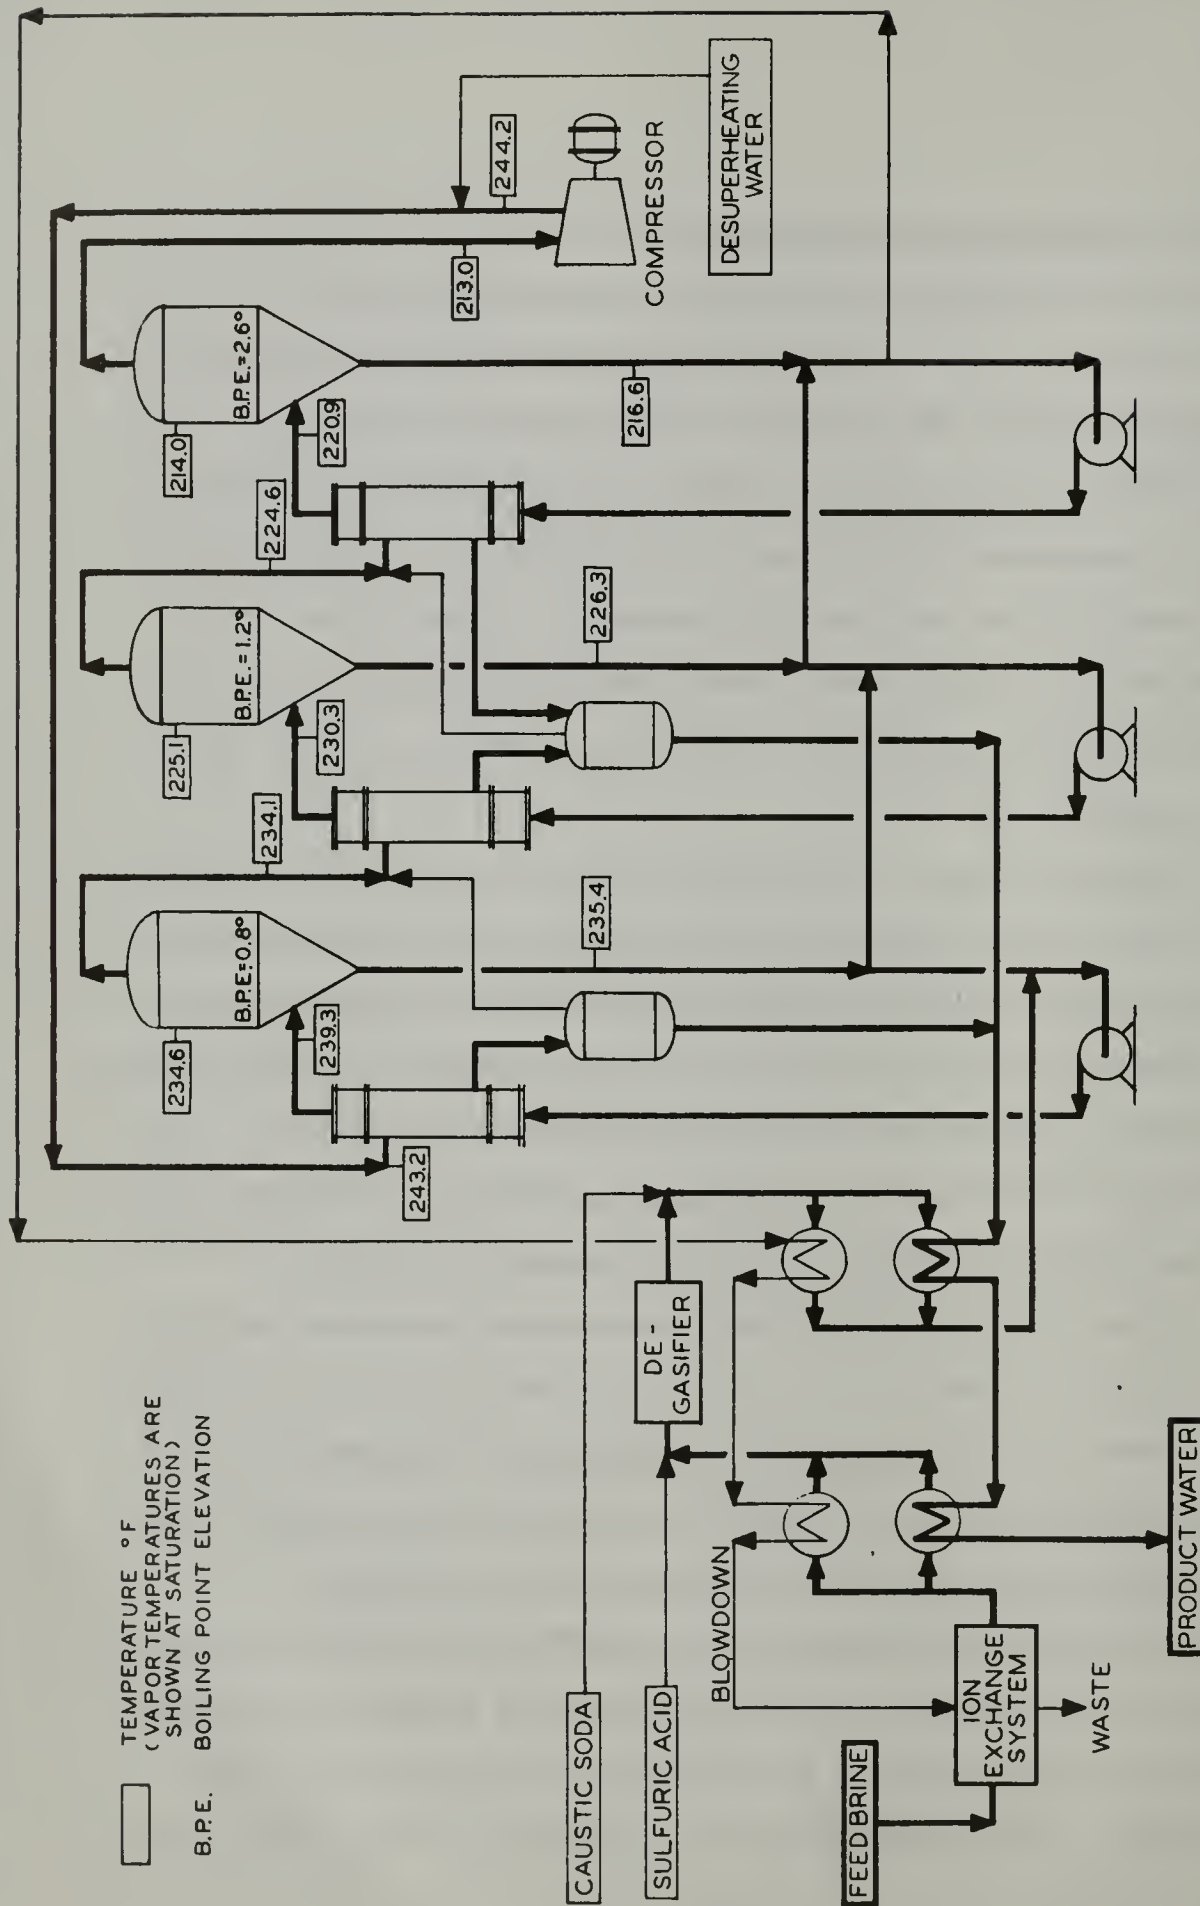 TEMPERATURE °F
(VAPOR TEMPERATURES ARE
SHOWN AT SATURATION)
B.P.E. BOILING POINT ELEVATION
234.6
B.P.E.=0.8°
239.3
243.2
234.1
225.1
B.P.E.=1.2°
230.3
224.6
214.0
B.P.E.=2.6°
220.9
213.0
244.2
235.4
226.3
216.6
COMPRESSOR
DESUPERHEATING
WATER
CAUSTIC SODA
SULFURIC ACID
DE-
GASIFIER
BLOWDOWN
FEED BRINE
ION
EXCHANGE
SYSTEM
WASTE
PRODUCT WATER